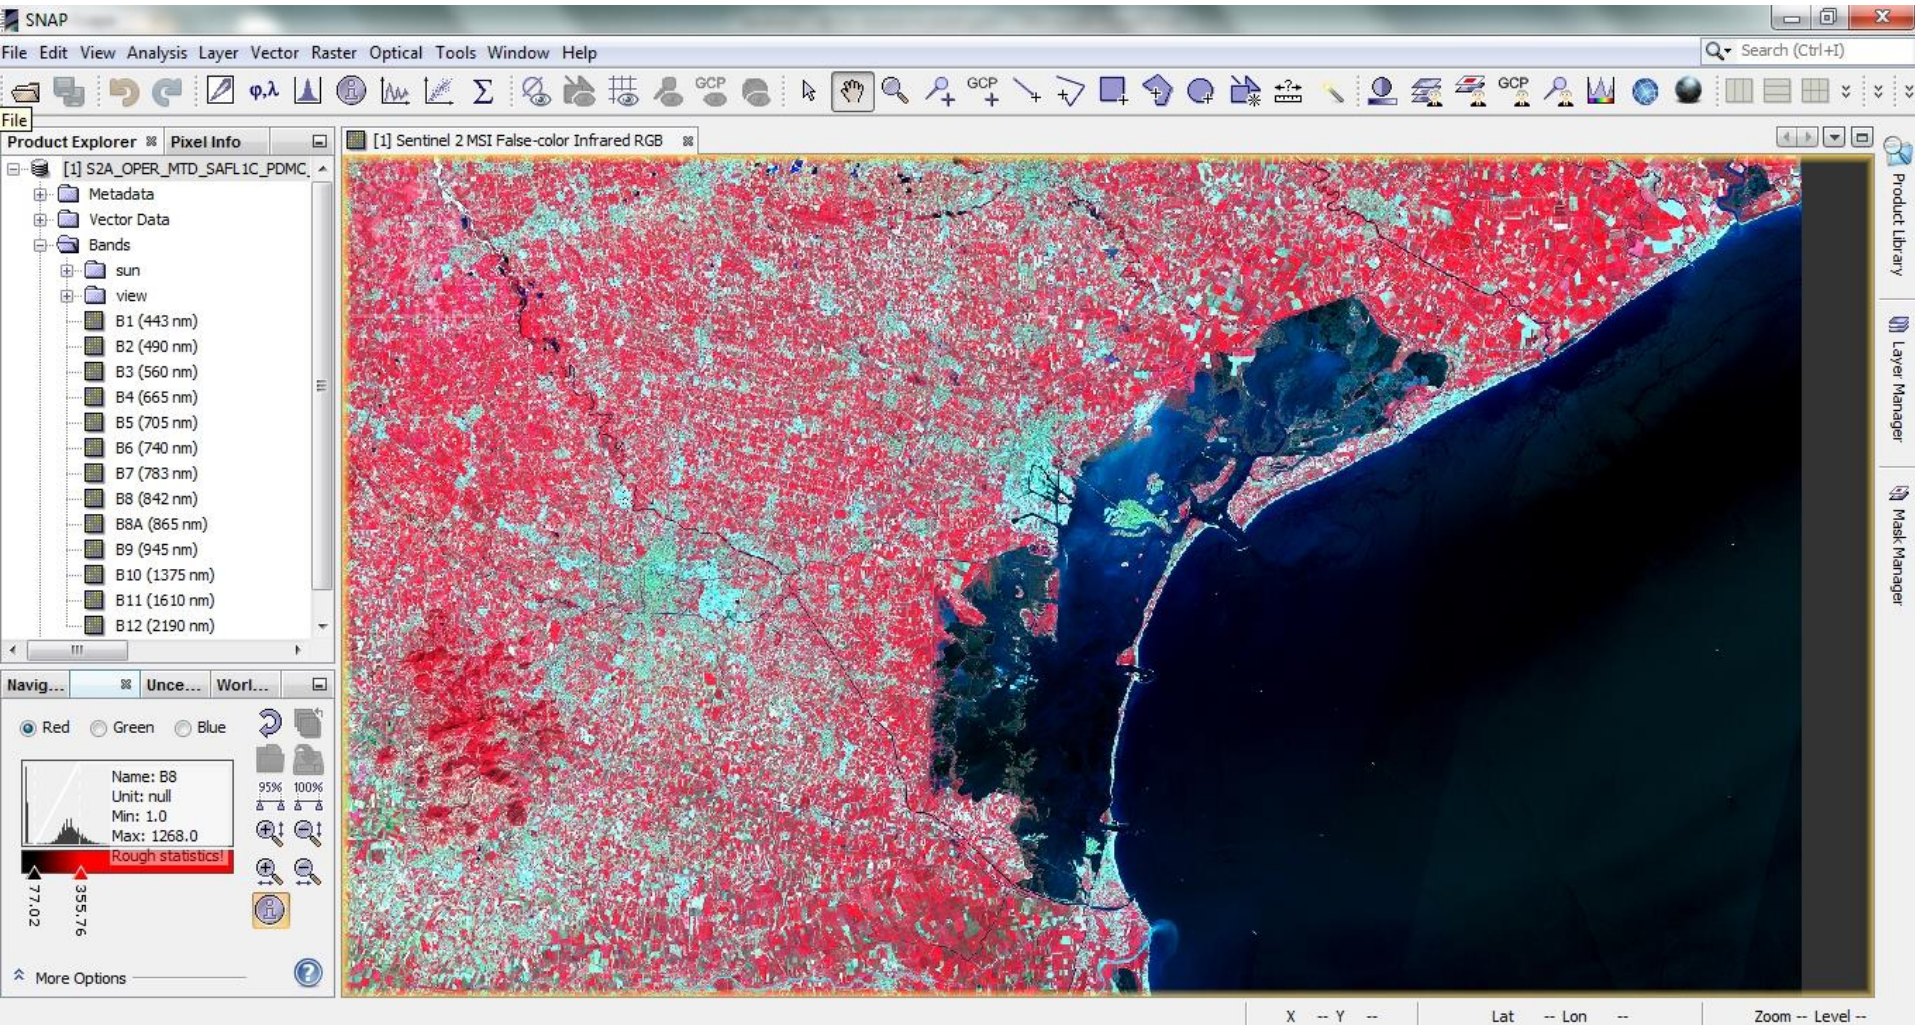 SNAP
File Edit View Analysis Layer Vector Raster Optical Tools Window Help
Search (Ctrl+I)
φ,λ
Σ
GCP
GCP
GCP
File
Product Explorer
Pixel Info
[1] Sentinel 2 MSI False-color Infrared RGB
[1] S2A_OPER_MTD_SAFL1C_PDMC_
Metadata
Vector Data
Bands
sun
view
B1 (443 nm)
B2 (490 nm)
B3 (560 nm)
B4 (665 nm)
B5 (705 nm)
B6 (740 nm)
B7 (783 nm)
B8 (842 nm)
B8A (865 nm)
B9 (945 nm)
B10 (1375 nm)
B11 (1610 nm)
B12 (2190 nm)
Product Library
Layer Manager
Mask Manager
Navig...
Unce...
Worl...
Red
Green
Blue
Name: B8
Unit: null
Min: 1.0
Max: 1268.0
Rough statistics!
95%
100%
77.02
355.76
More Options
X -- Y --
Lat -- Lon --
Zoom -- Level --